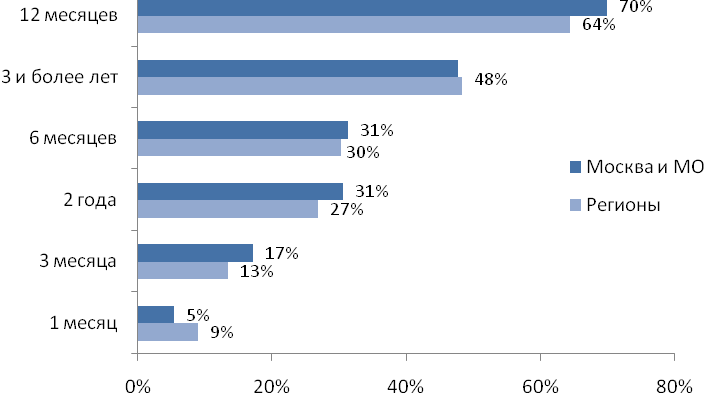 12 месяцев
70%
64%
3 и более лет
48%
6 месяцев
31%
30%
2 года
31%
27%
3 месяца
17%
13%
1 месяц
5%
9%
Москва и МО
Регионы
0% 20% 40% 60% 80%